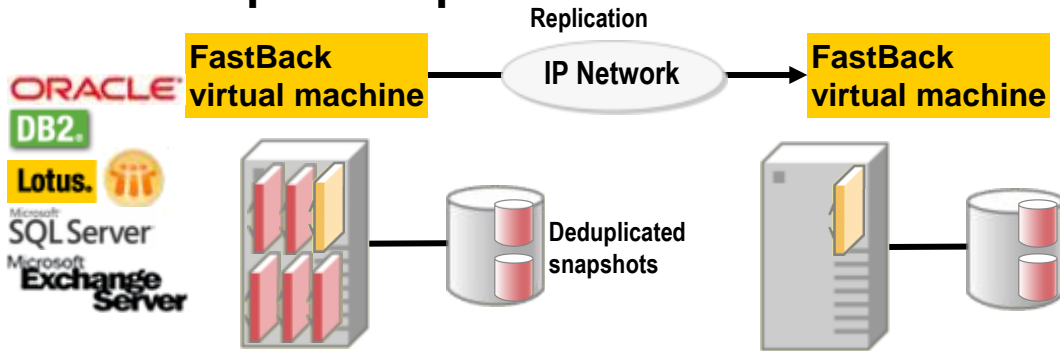 Replication
FastBack
virtual machine
IP Network
FastBack
virtual machine
ORACLE
DB2.
Lotus.
Microsoft
SQL Server
Microsoft
Exchange
Server
Deduplicated
snapshots